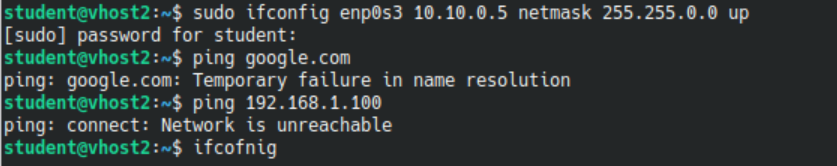 student@vhost2:~$ sudo ifconfig enp0s3 10.10.0.5 netmask 255.255.0.0 up
[sudo] password for student:
student@vhost2:~$ ping google.com
ping: google.com: Temporary failure in name resolution
student@vhost2:~$ ping 192.168.1.100
ping: connect: Network is unreachable
student@vhost2:~$ ifcofnig